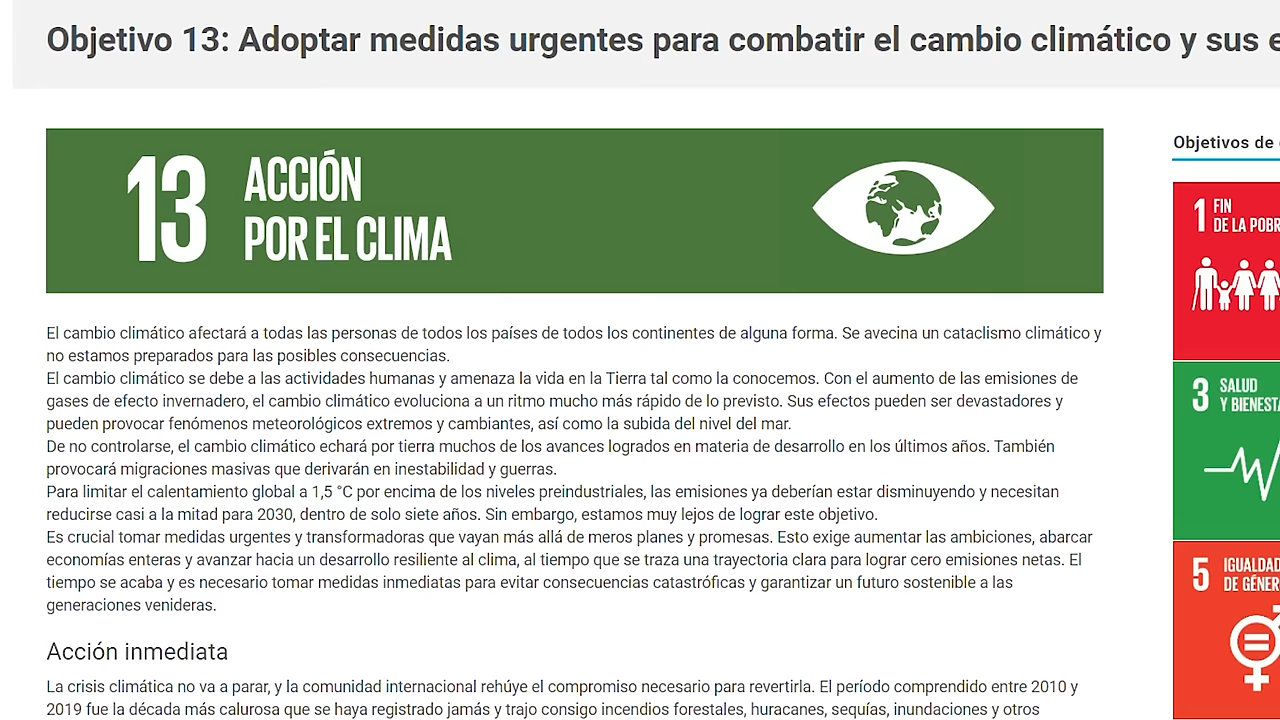 Objetivo 13: Adoptar medidas urgentes para combatir el cambio climático y sus
13
ACCIÓN
POR EL CLIMA
El cambio climático afectará a todas las personas de todos los países de todos los continentes de alguna forma. Se avecina un cataclismo climático y
no estamos preparados para las posibles consecuencias.
El cambio climático se debe a las actividades humanas y amenaza la vida en la Tierra tal como la conocemos. Con el aumento de las emisiones de
gases de efecto invernadero, el cambio climático evoluciona a un ritmo mucho más rápido de lo previsto. Sus efectos pueden ser devastadores y
pueden provocar fenómenos meteorológicos extremos y cambiantes, así como la subida del nivel del mar.
De no controlarse, el cambio climático echará por tierra muchos de los avances logrados en materia de desarrollo en los últimos años. También
provocará migraciones masivas que derivarán en inestabilidad y guerras.
Para limitar el calentamiento global a 1,5 °C por encima de los niveles preindustriales, las emisiones ya deberían estar disminuyendo y necesitan
reducirse casi a la mitad para 2030, dentro de solo siete años. Sin embargo, estamos muy lejos de lograr este objetivo.
Es crucial tomar medidas urgentes y transformadoras que vayan más allá de meros planes y promesas. Esto exige aumentar las ambiciones, abarcar
economías enteras y avanzar hacia un desarrollo resiliente al clima, al tiempo que se traza una trayectoria clara para lograr cero emisiones netas. El
tiempo se acaba y es necesario tomar medidas inmediatas para evitar consecuencias catastróficas y garantizar un futuro sostenible a las
generaciones venideras.
Acción inmediata
La crisis climática no va a parar, y la comunidad internacional rehúye el compromiso necesario para revertirla. El período comprendido entre 2010 y
2019 fue la década más calurosa que se haya registrado jamás y trajo consigo incendios forestales, huracanes, sequías, inundaciones y otros
Objetivos de
1 FIN
DE LA POBR
3 SALUD
Y BIENESTA
5 IGUALDAD
DE GÉNER